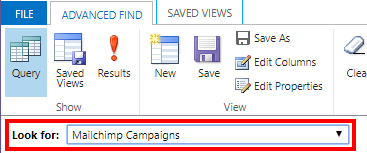 FILE ADVANCED FIND SAVED VIEWS
Save As
Edit Columns
Edit Properties
Query Saved Views Results New Save Clea
Show View
Look for: Mailchimp Campaigns